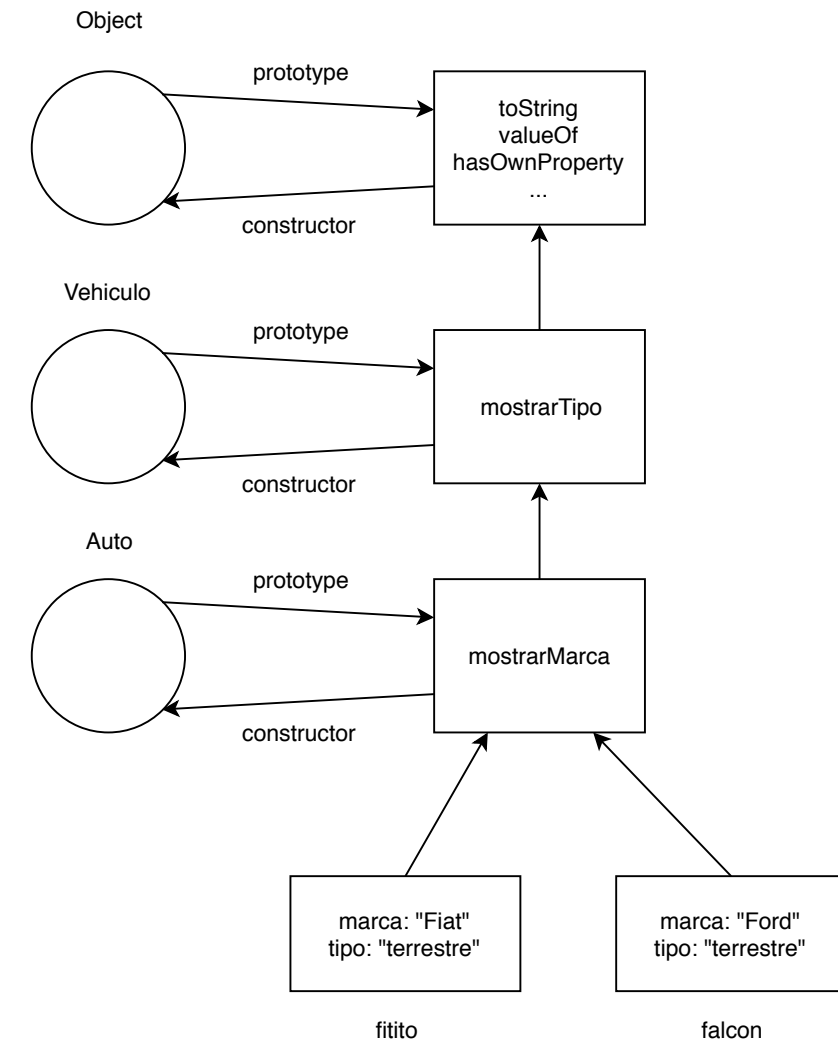 Object
prototype
toString
valueOf
hasOwnProperty
...
constructor
Vehiculo
prototype
mostrarTipo
constructor
Auto
prototype
mostrarMarca
constructor
marca: "Fiat"
tipo: "terrestre"
marca: "Ford"
tipo: "terrestre"
fitito
falcon